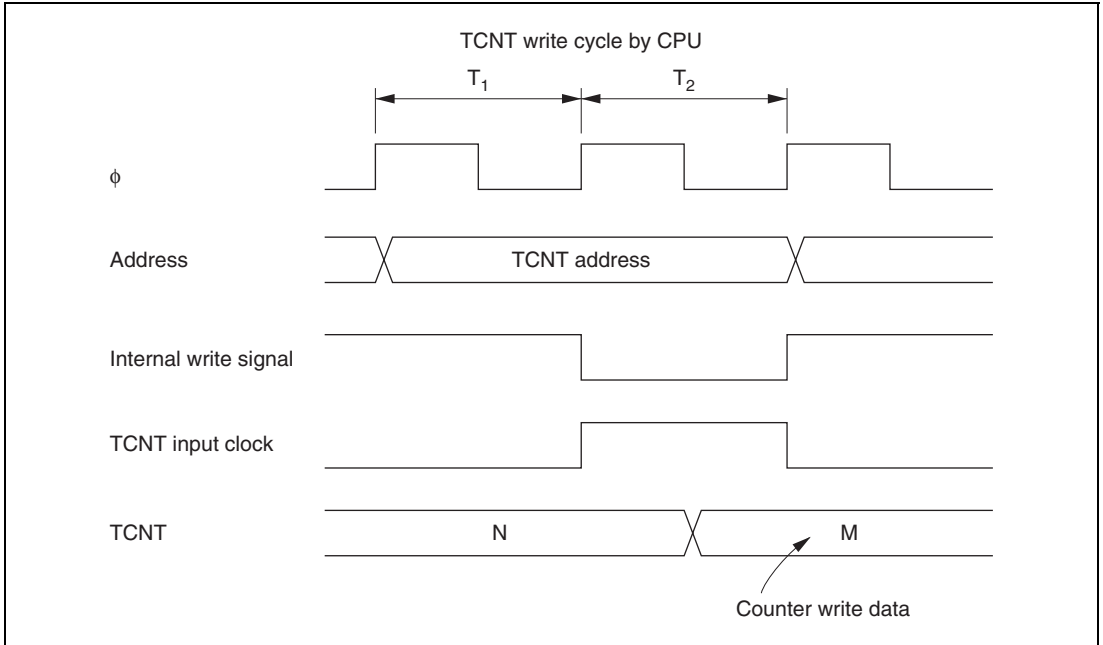 TCNT write cycle by CPU
T1 T2
ϕ
Address TCNT address
Internal write signal
TCNT input clock
TCNT N M
Counter write data